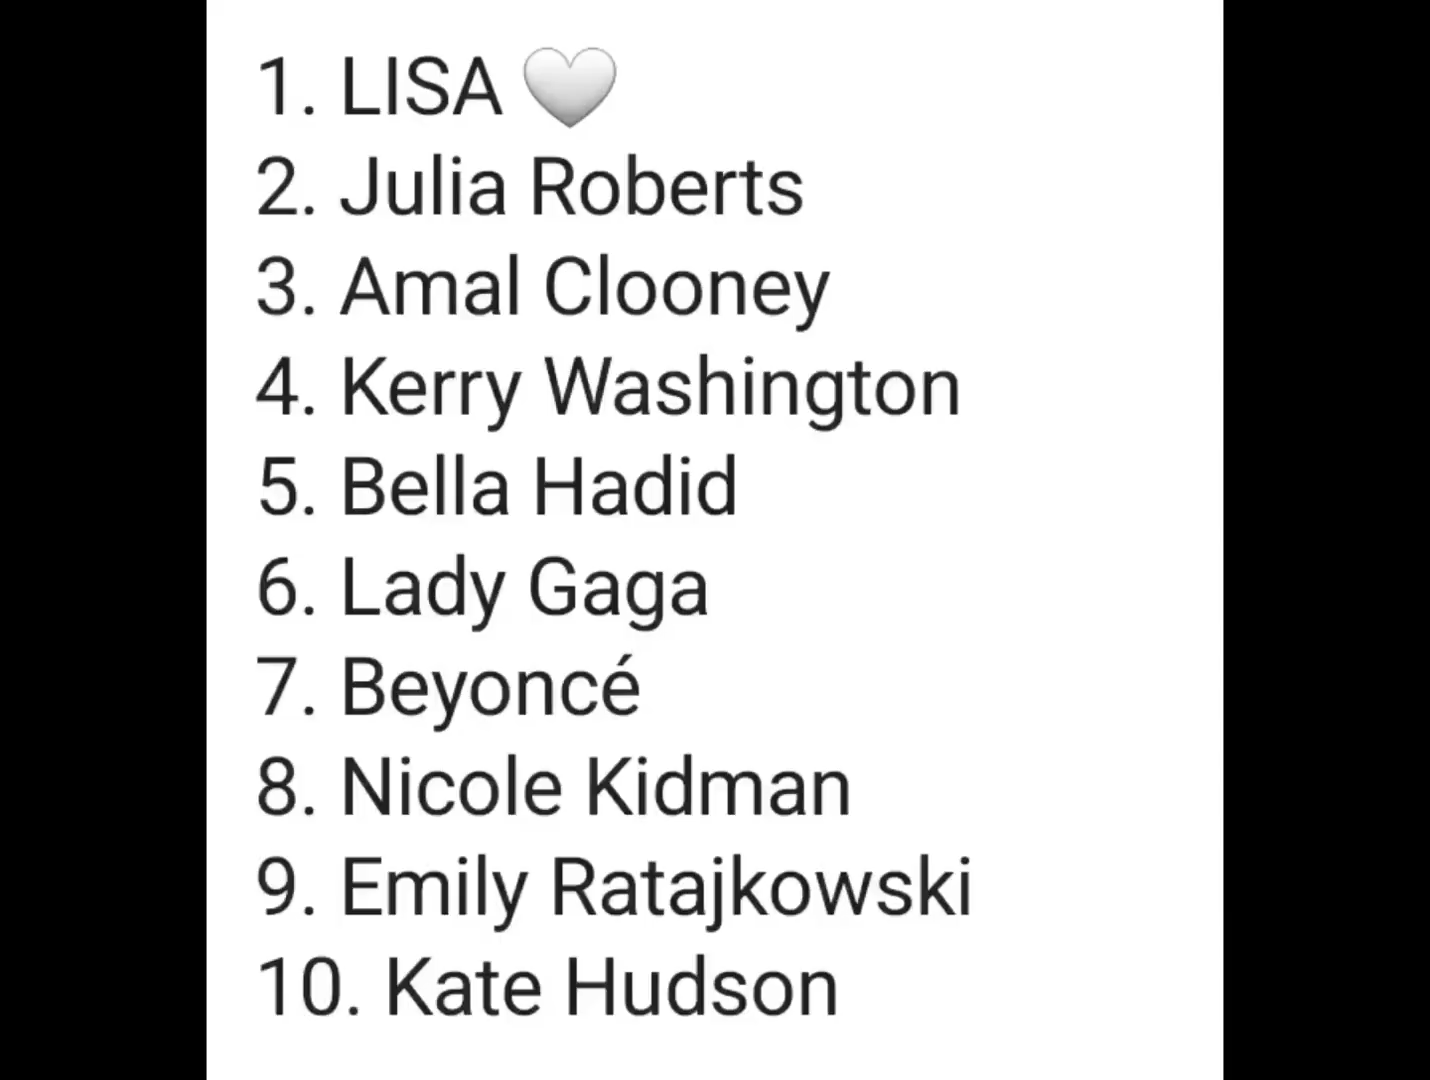 1. LISA 🤍
2. Julia Roberts
3. Amal Clooney
4. Kerry Washington
5. Bella Hadid
6. Lady Gaga
7. Beyoncé
8. Nicole Kidman
9. Emily Ratajkowski
10. Kate Hudson